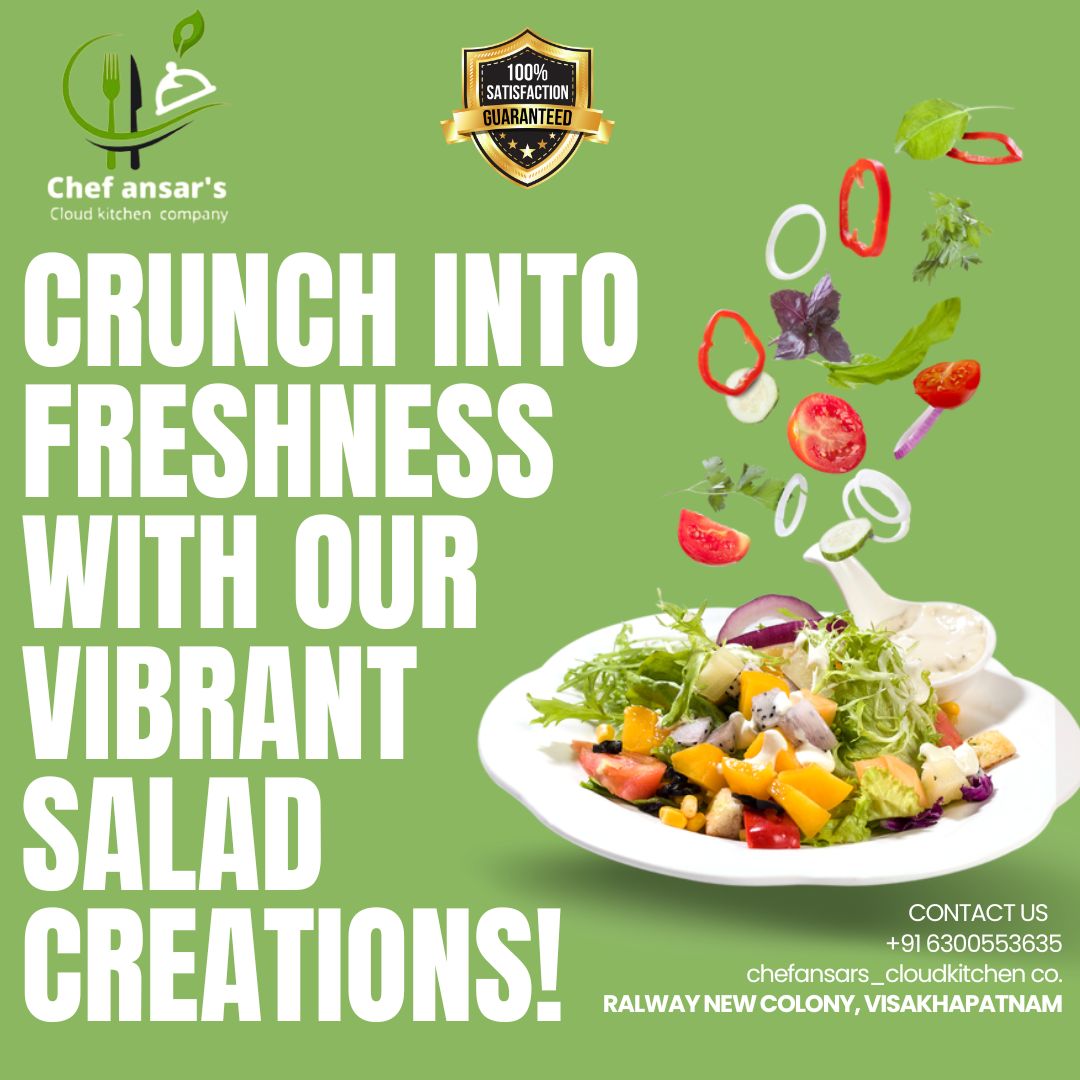 Chef ansar's
Cloud kitchen company
100%
SATISFACTION
GUARANTEED
CRUNCH INTO
FRESHNESS
WITH OUR
VIBRANT
SALAD
CREATIONS!
CONTACT US
+91 6300553635
chefansars_cloudkitchen co.
RALWAY NEW COLONY, VISAKHAPATNAM